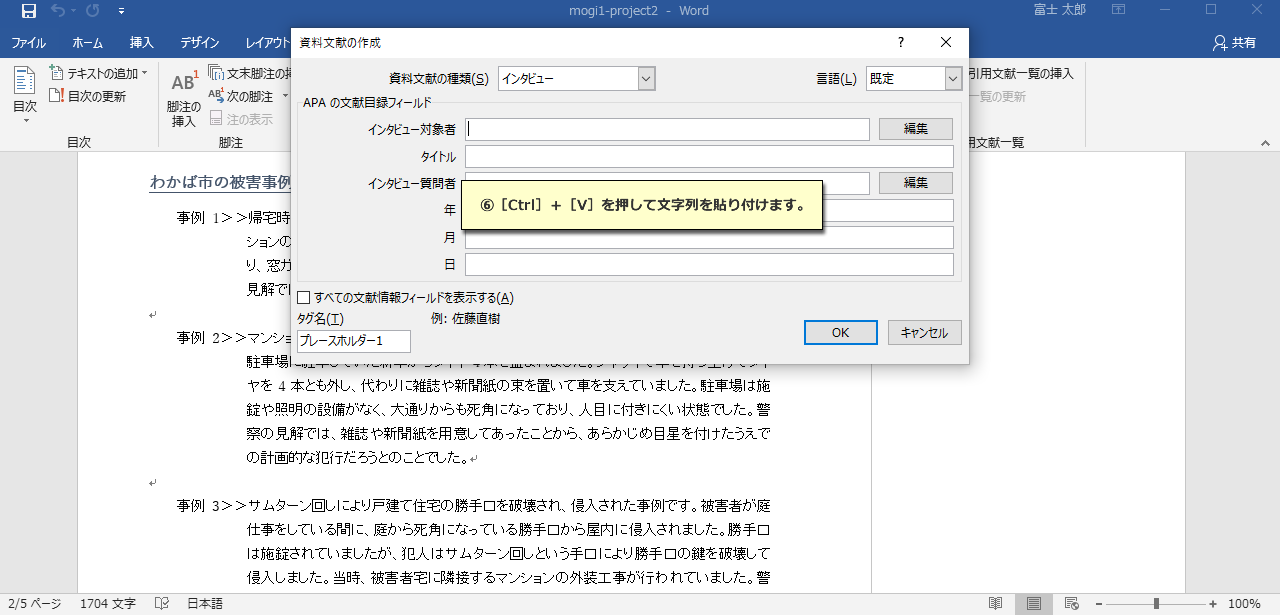 mogi1-project2 - Word
富士 太郎
ファイル ホーム 挿入 デザイン レイアウト
共有
目次
テキストの追加
目次の更新
目次
AB1
脚注の
挿入
文末脚注の挿
AB1 次の脚注
注の表示
脚注
引用文献一覧の挿入
一覧の更新
用文献一覧
資料文献の作成
?
資料文献の種類(S) インタビュー 言語(L) 既定
APA の文献目録フィールド
インタビュー対象者 編集
タイトル
インタビュー質問者 編集
年
月
日
⑥［Ctrl］＋［V］を押して文字列を貼り付けます。
すべての文献情報フィールドを表示する(A)
タグ名(T) 例: 佐藤直樹
プレースホルダー1
OK キャンセル
わかば市の被害事例
事例 1＞＞帰宅時
ションの
り、窓ガ
見解では
事例 2＞＞マンショ
ヤを 4 本とも外し、代わりに雑誌や新聞紙の束を置いて車を支えていました。駐車場は施
錠や照明の設備がなく、大通りからも死角になっており、人目に付きにくい状態でした。警
察の見解では、雑誌や新聞紙を用意してあったことから、あらかじめ目星を付けたうえで
の計画的な犯行だろうとのことでした。
事例 3＞＞サムターン回しにより戸建て住宅の勝手口を破壊され、侵入された事例です。被害者が庭
仕事をしている間に、庭から死角になっている勝手口から屋内に侵入されました。勝手口
は施錠されていましたが、犯人はサムターン回しという手口により勝手口の鍵を破壊して
侵入しました。当時、被害者宅に隣接するマンションの外装工事が行われていました。警
2/5 ページ 1704 文字 日本語
100%